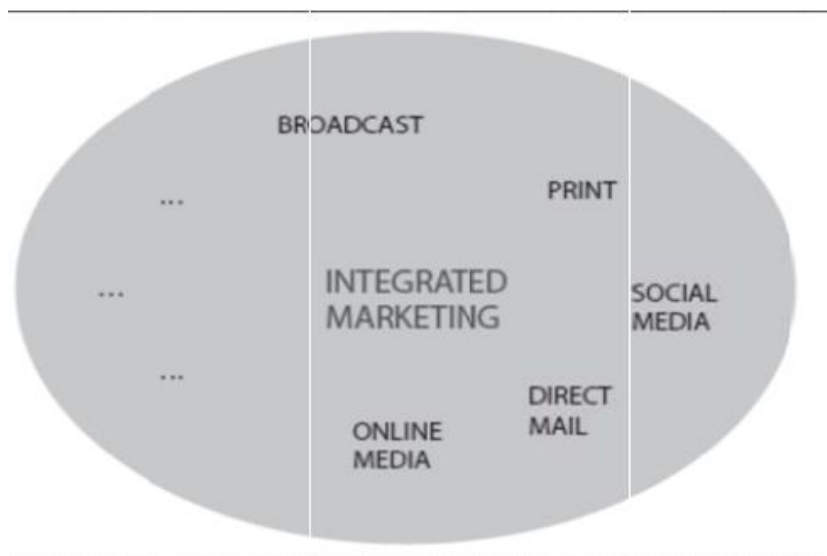 BROADCAST
PRINT
...
INTEGRATED
MARKETING
...
SOCIAL
MEDIA
...
DIRECT
MAIL
ONLINE
MEDIA